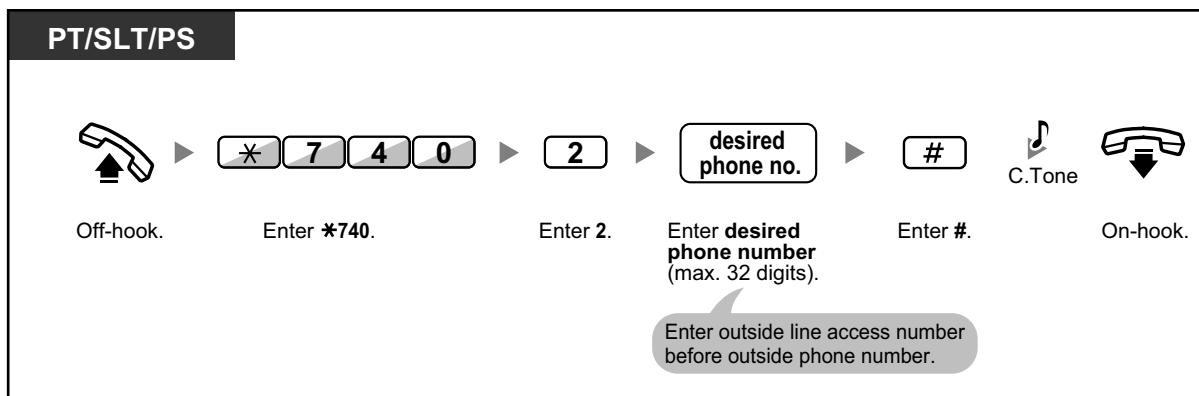 PT/SLT/PS
✳ 7 4 0
2
desired
phone no.
#
C.Tone
Off-hook.
Enter ✳740.
Enter 2.
Enter desired
phone number
(max. 32 digits).
Enter #.
On-hook.
Enter outside line access number
before outside phone number.